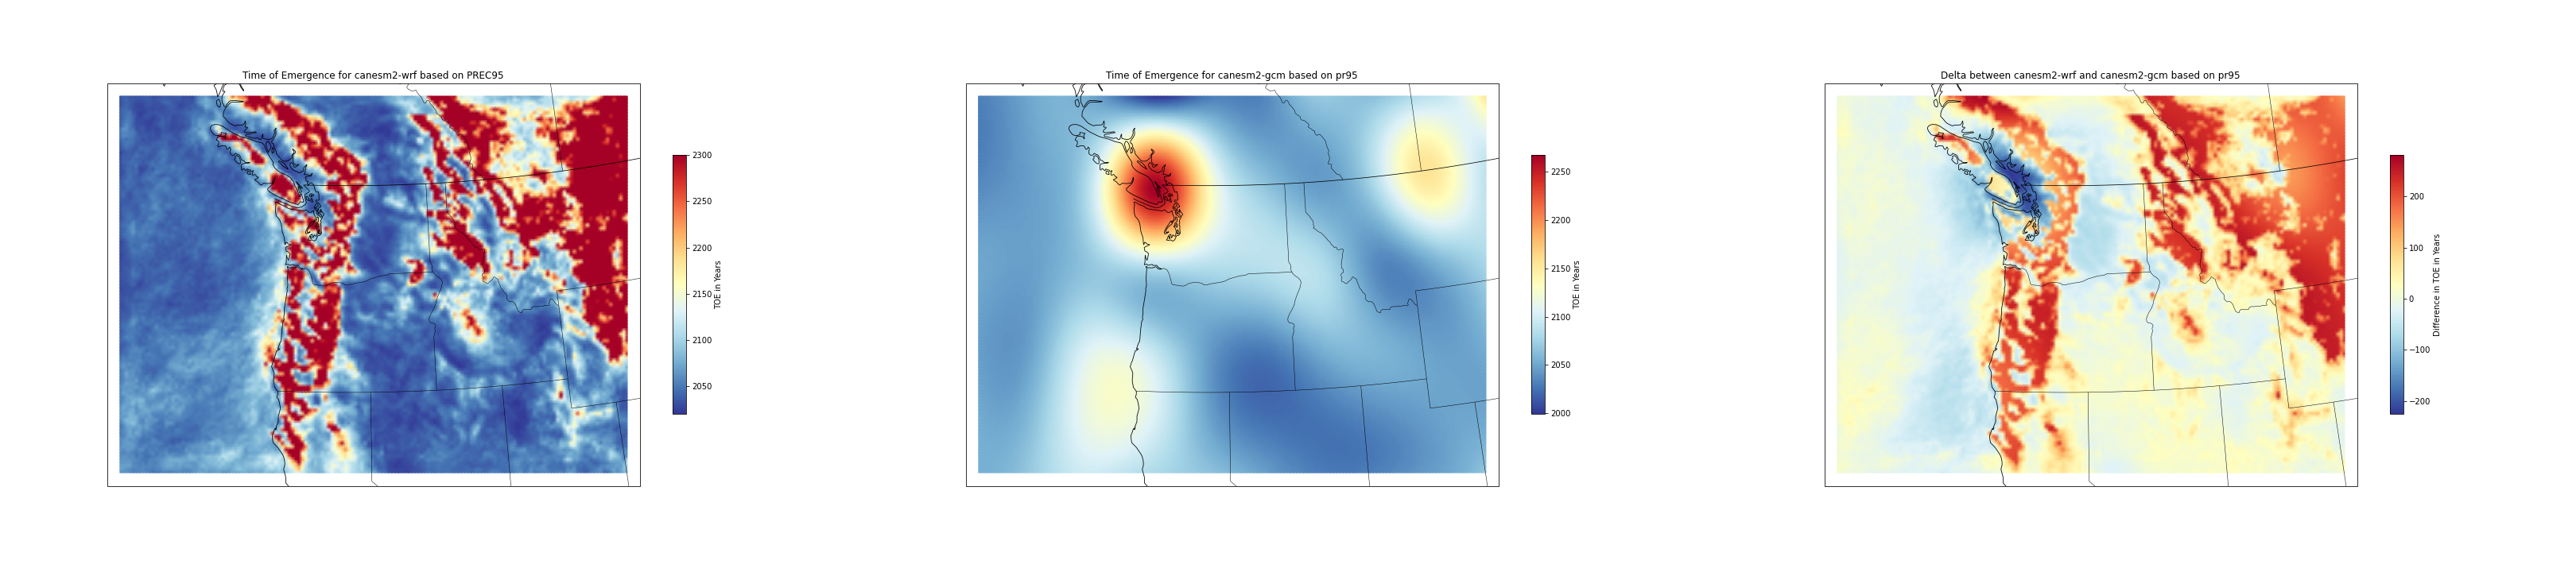 Time of Emergence for canesm2-wrf based on PREC95
2300
2250
2200
2150
2100
2050
TOE in Years
Time of Emergence for canesm2-gcm based on pr95
2250
2200
2150
2100
2050
2000
TOE in Years
Delta between canesm2-wrf and canesm2-gcm based on pr95
200
100
0
−100
−200
Difference in TOE in Years